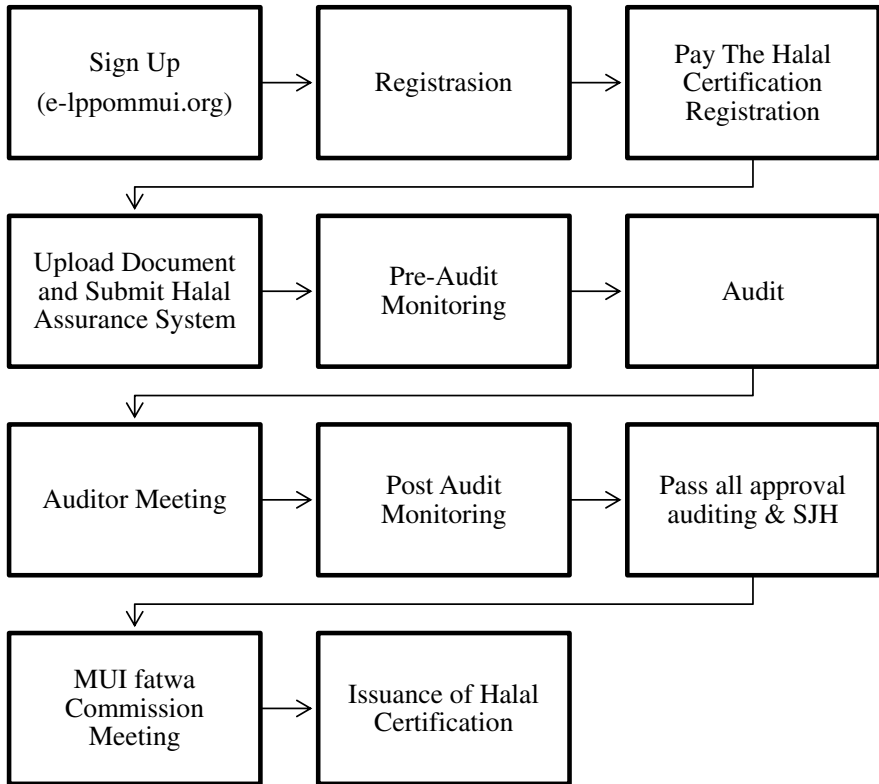 Sign Up
(e-lppommui.org)
Registrasion
Pay The Halal
Certification
Registration
Upload Document
and Submit Halal
Assurance System
Pre-Audit
Monitoring
Audit
Auditor Meeting
Post Audit
Monitoring
Pass all approval
auditing & SJH
MUI fatwa
Commission
Meeting
Issuance of Halal
Certification